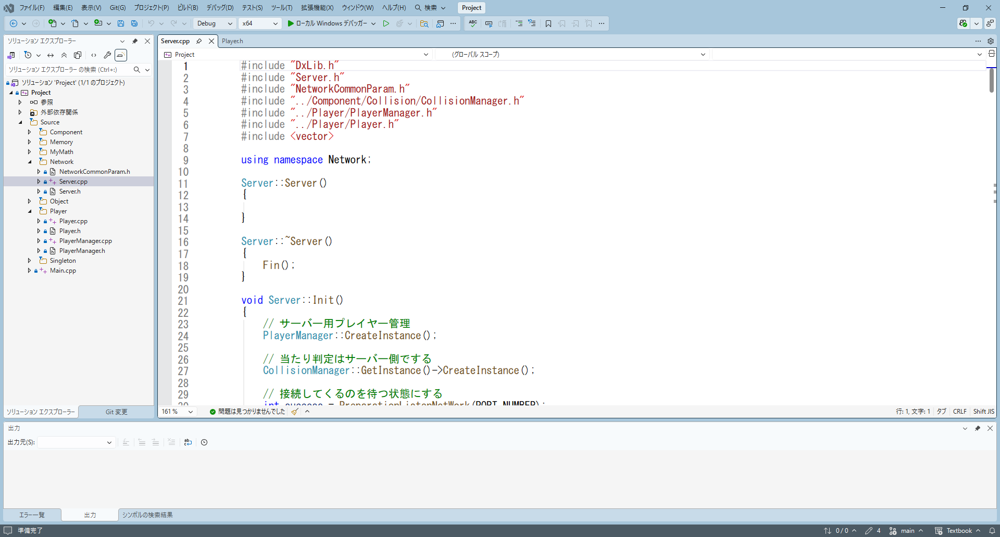 ファイル(F) 編集(E) 表示(V) Git(G) プロジェクト(P) ビルド(B) デバッグ(D) テスト(S) ツール(T) 拡張機能(X) ウィンドウ(W) ヘルプ(H) 検索 Project
Debug x64 ローカル Windows デバッガー ABC
ソリューション エクスプローラー
ソリューション エクスプローラー の検索 (Ctrl+:)
ソリューション 'Project' (1/1 のプロジェクト)
Project
参照
外部依存関係
Source
Component
Memory
MyMath
Network
NetworkCommonParam.h
Server.cpp
Server.h
Object
Player
Player.cpp
Player.h
PlayerManager.cpp
PlayerManager.h
Singleton
Main.cpp
ソリューション エクスプローラー Git 変更
Server.cpp Player.h
Project (グローバル スコープ)
1 #include "DxLib.h"
2 #include "Server.h"
3 #include "NetworkCommonParam.h"
4 #include "../Component/Collision/CollisionManager.h"
5 #include "../Player/PlayerManager.h"
6 #include "../Player/Player.h"
7 #include <vector>
8
9 using namespace Network;
10
11 Server::Server()
12 {
13
14 }
15
16 Server::~Server()
17 {
18 Fin();
19 }
20
21 void Server::Init()
22 {
23 // サーバー用プレイヤー管理
24 PlayerManager::CreateInstance();
25
26 // 当たり判定はサーバー側でする
27 CollisionManager::GetInstance()->CreateInstance();
28
29 // 接続してくるのを待つ状態にする
30 int success = PreparationListenNetWork(PORT_NUMBER);
161 % 問題は見つかりませんでした 行: 1, 文字: 1 タブ CRLF Shift JIS
出力
出力元(S):
エラー一覧 出力 シンボルの検索結果
準備完了 0 / 0 4 main Textbook